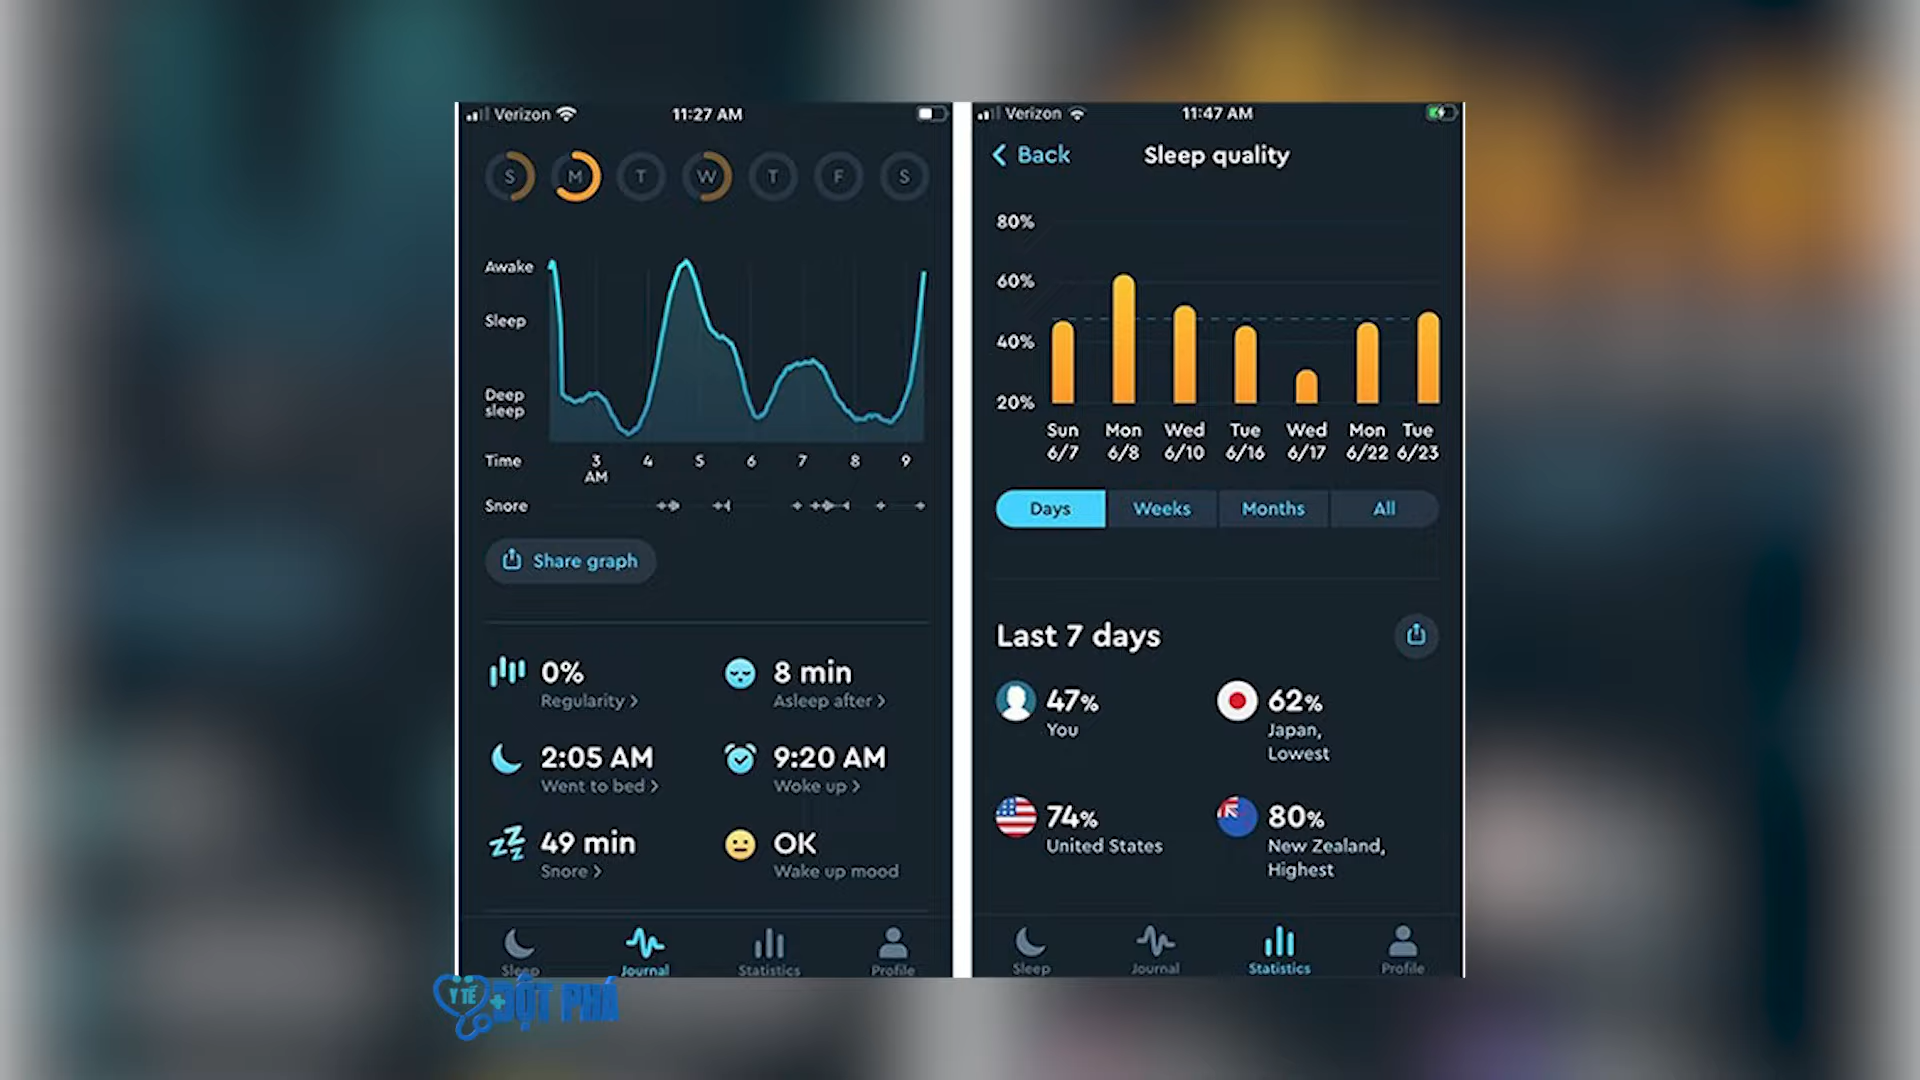 Verizon 11:27 AM
S M T W T F S
Awake
Sleep
Deep
sleep
Time 3 4 5 6 7 8 9
AM
Snore
Share graph
0% 8 min
Regularity > Asleep after >
2:05 AM 9:20 AM
Went to bed > Woke up >
49 min OK
Snore > Wake up mood
Sleep Journal Statistics Profile
Verizon 11:47 AM
Back Sleep quality
80%
60%
40%
20%
Sun Mon Wed Tue Wed Mon Tue
6/7 6/8 6/10 6/16 6/17 6/22 6/23
Days Weeks Months All
Last 7 days
47% 62%
You Japan,
Lowest
74% 80%
United States New Zealand,
Highest
Sleep Journal Statistics Profile
Y TẾ ĐỘT PHÁ